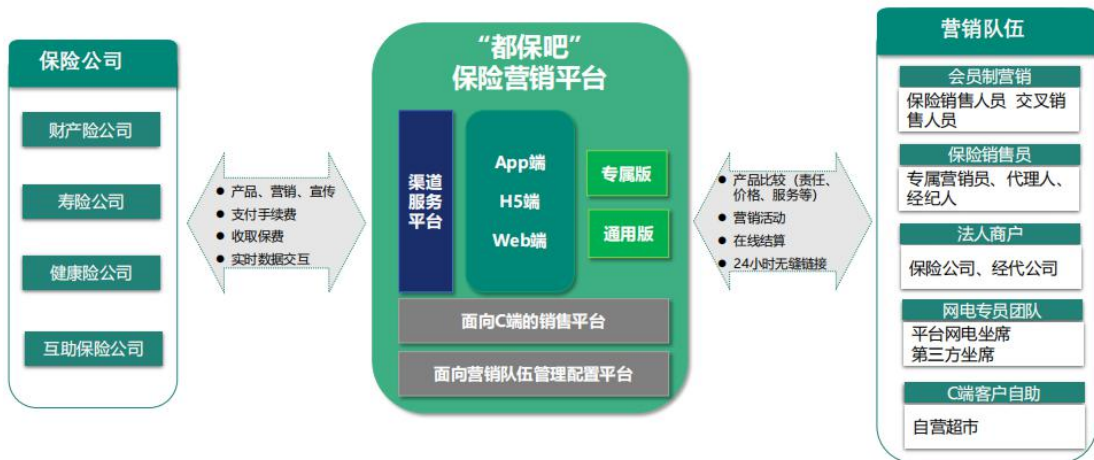 保险公司
财产险公司
寿险公司
健康险公司
互助保险公司
● 产品、营销、宣传
● 支付手续费
● 收取保费
● 实时数据交互
“都保吧”
保险营销平台
渠道
服务
平台
App端
H5端
Web端
专属版
通用版
面向C端的销售平台
面向营销队伍管理配置平台
● 产品比较（责任、
价格、服务等）
● 营销活动
● 在线结算
● 24小时无缝链接
营销队伍
会员制营销
保险销售人员 交叉销
售人员
保险销售员
专属营销员、代理人、
经纪人
法人商户
保险公司、经代公司
网电专员团队
平台网电坐席
第三方坐席
C端客户自助
自营超市